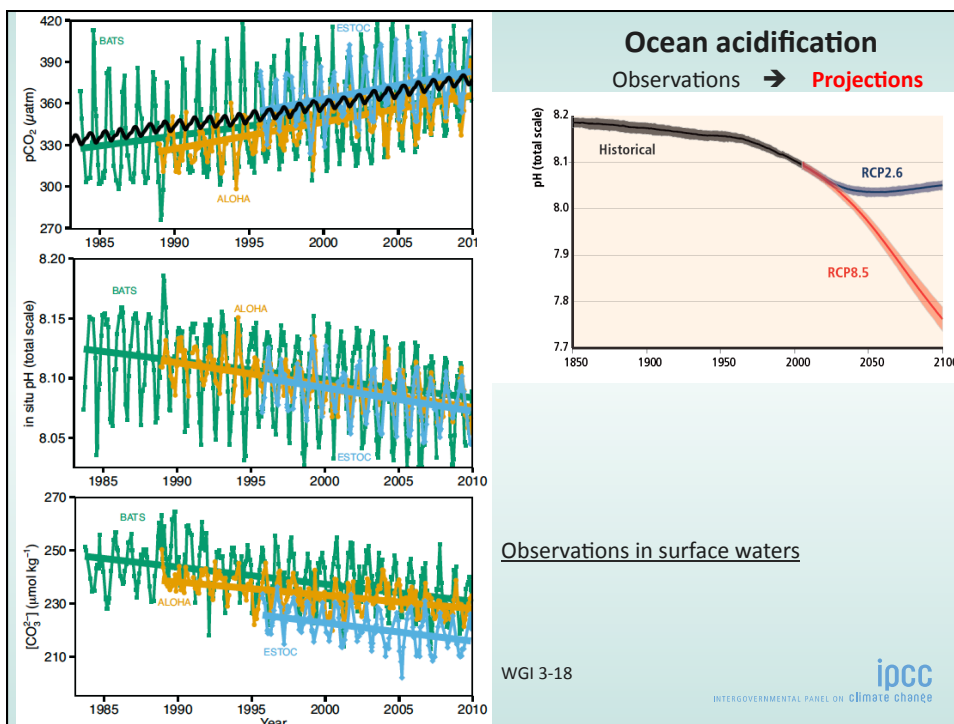 Ocean acidification
Observations ➔ Projections
420
390
360
330
300
270
pCO₂ (µatm)
BATS
ESTOC
ALOHA
1985 1990 1995 2000 2005 2010
8.20
8.15
8.10
8.05
in situ pH (total scale)
BATS
ALOHA
ESTOC
1985 1990 1995 2000 2005 2010
270
250
230
210
[CO₃²⁻] (µmol kg⁻¹)
BATS
ALOHA
ESTOC
1985 1990 1995 2000 2005 2010
Year
8.2
8.1
8.0
7.9
7.8
7.7
pH (total scale)
Historical
RCP2.6
RCP8.5
1850 1900 1950 2000 2050 2100
Observations in surface waters
WGI 3-18
ipcc
INTERGOVERNMENTAL PANEL ON climate change